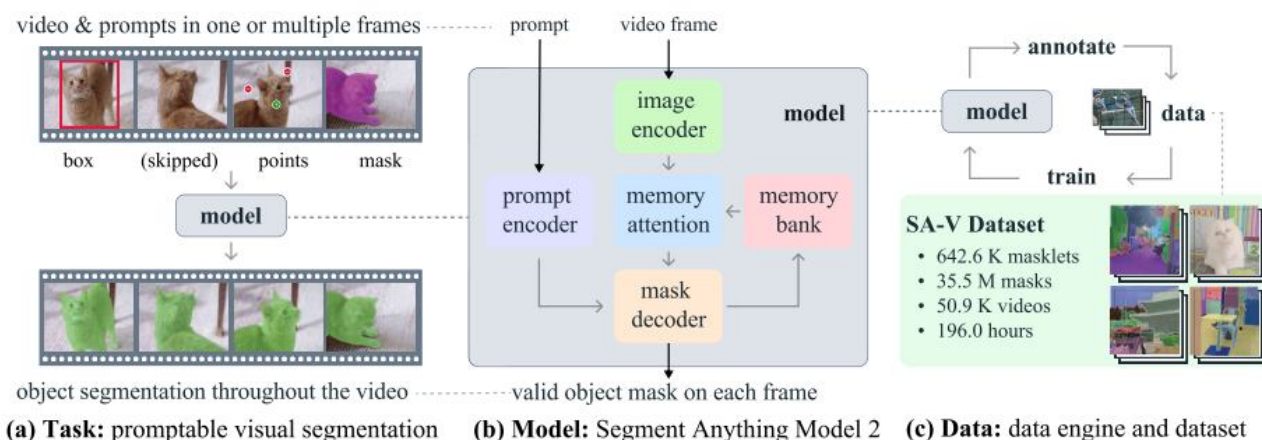 video & prompts in one or multiple frames
box (skipped) points mask
model
object segmentation throughout the video
(a) Task: promptable visual segmentation
prompt video frame
image
encoder
model
prompt
encoder
memory
attention
memory
bank
mask
decoder
valid object mask on each frame
(b) Model: Segment Anything Model 2
annotate
model
data
train
SA-V Dataset
• 642.6 K masklets
• 35.5 M masks
• 50.9 K videos
• 196.0 hours
(c) Data: data engine and dataset